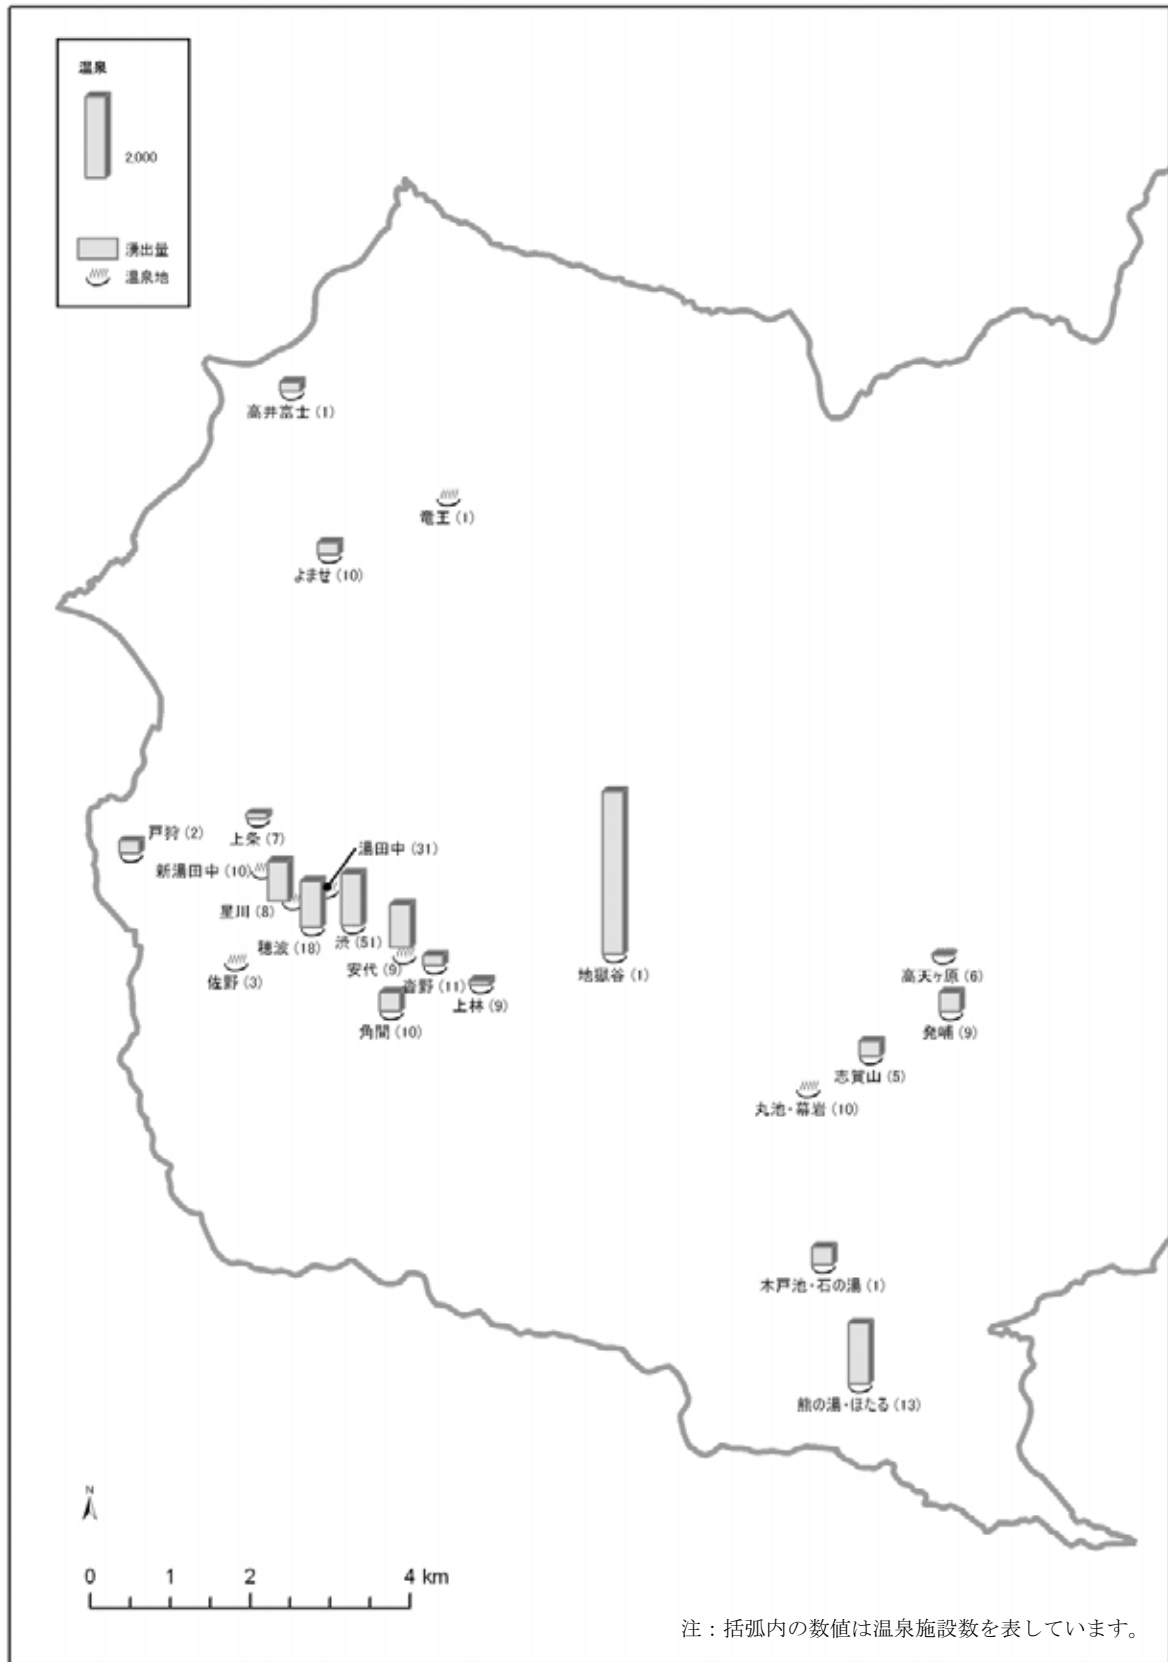 温泉
2,000
湧出量
温泉地
高井富士 (1)
竜王 (1)
よませ (10)
戸狩 (2)
上条 (7)
湯田中 (31)
新湯田中 (10)
星川 (8)
穂波 (18)
渋 (51)
安代 (9)
佐野 (3)
沓野 (11)
上林 (9)
角間 (10)
地獄谷 (1)
高天ヶ原 (6)
発哺 (9)
志賀山 (5)
丸池・幕岩 (10)
木戸池・石の湯 (1)
熊の湯・ほたる (13)
N
0 1 2 4 km
注：括弧内の数値は温泉施設数を表しています。